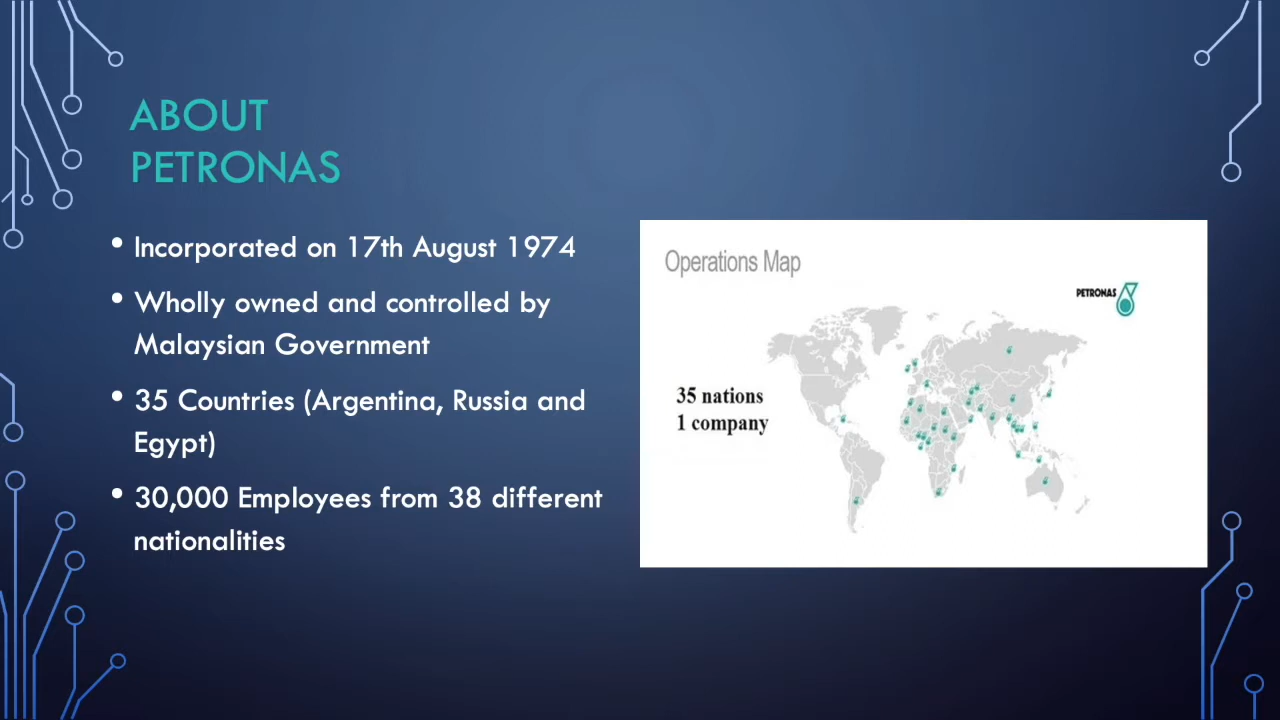 ABOUT
PETRONAS
• Incorporated on 17th August 1974
• Wholly owned and controlled by
Malaysian Government
• 35 Countries (Argentina, Russia and
Egypt)
• 30,000 Employees from 38 different
nationalities
Operations Map
PETRONAS
35 nations
1 company